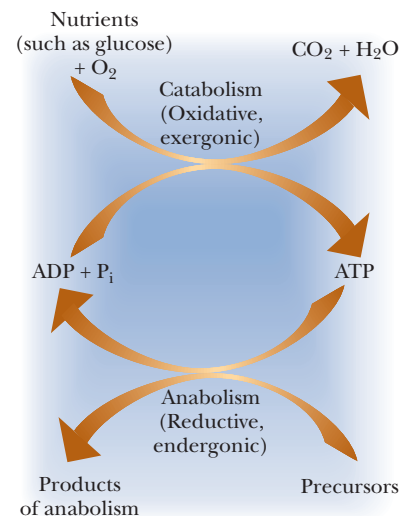 Nutrients
(such as glucose)
+ O₂
CO₂ + H₂O
Catabolism
(Oxidative,
exergonic)
ADP + Pᵢ
ATP
Anabolism
(Reductive,
endergonic)
Products
of anabolism
Precursors